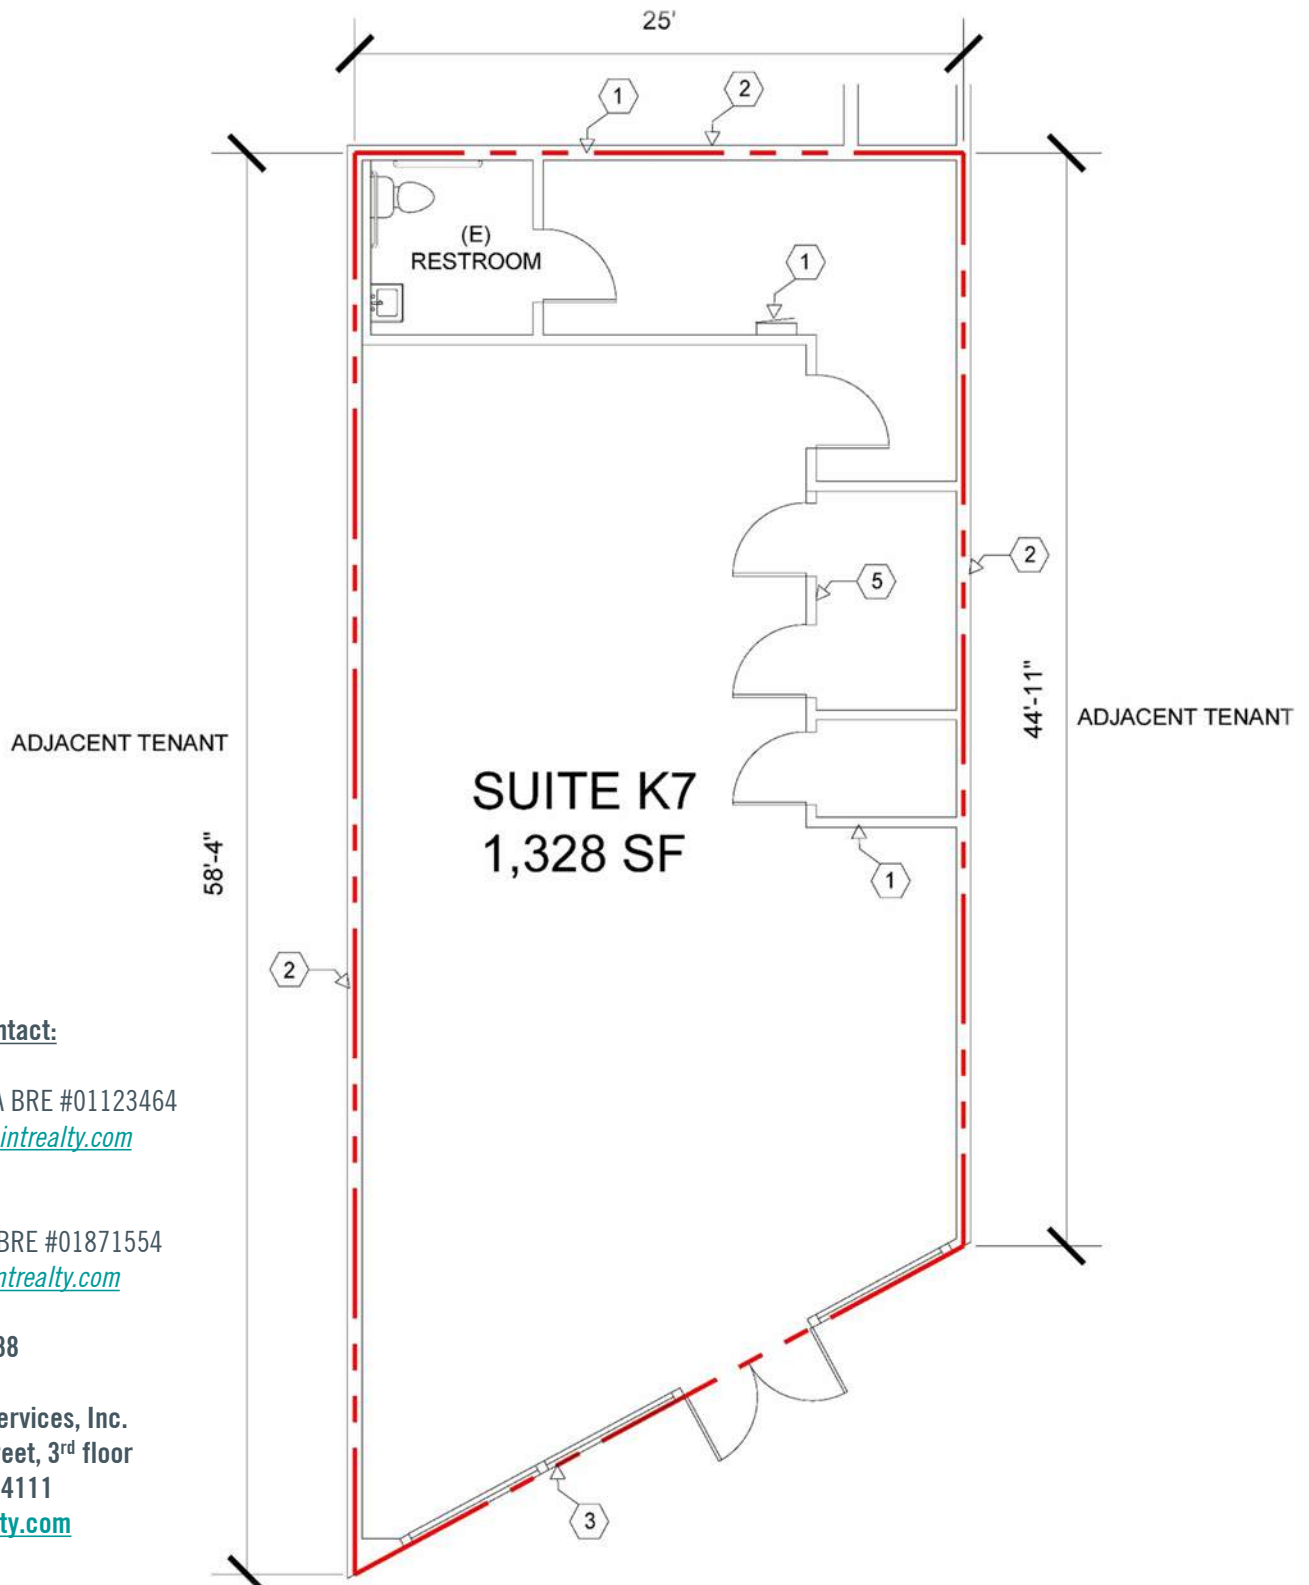 25'
1
2
(E)
RESTROOM
1
2
5
44'-11"
ADJACENT TENANT
ADJACENT TENANT
SUITE K7
1,328 SF
58'-4"
1
2
ntact:
A BRE #01123464
intrealty.com
BRE #01871554
ntrealty.com
38
ervices, Inc.
reet, 3rd floor
4111
ty.com
3